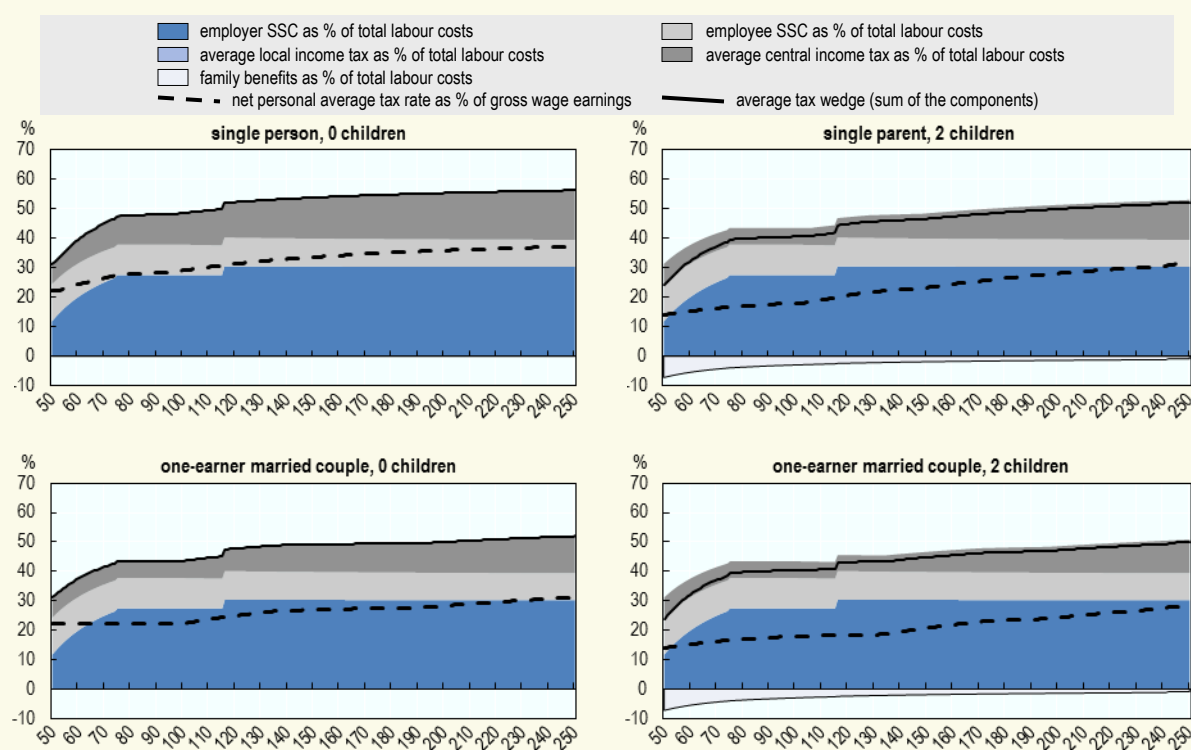 employer SSC as % of total labour costs
employee SSC as % of total labour costs
average local income tax as % of total labour costs
average central income tax as % of total labour costs
family benefits as % of total labour costs
net personal average tax rate as % of gross wage earnings
average tax wedge (sum of the components)
%
single person, 0 children
70
60
50
40
30
20
10
0
-10
50 60 70 80 90 100 110 120 130 140 150 160 170 180 190 200 210 220 230 240 250
%
single parent, 2 children
70
60
50
40
30
20
10
0
-10
50 60 70 80 90 100 110 120 130 140 150 160 170 180 190 200 210 220 230 240 250
%
one-earner married couple, 0 children
70
60
50
40
30
20
10
0
-10
50 60 70 80 90 100 110 120 130 140 150 160 170 180 190 200 210 220 230 240 250
%
one-earner married couple, 2 children
70
60
50
40
30
20
10
0
-10
50 60 70 80 90 100 110 120 130 140 150 160 170 180 190 200 210 220 230 240 250